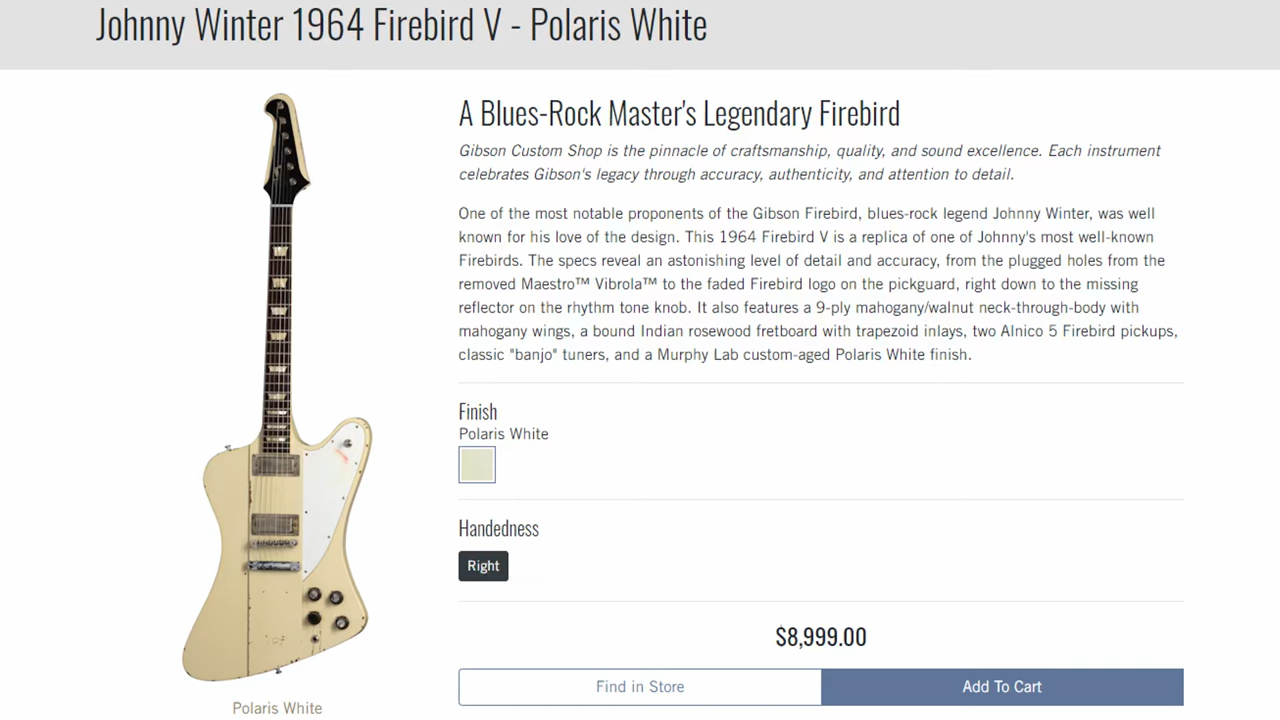 Johnny Winter 1964 Firebird V - Polaris White
A Blues-Rock Master's Legendary Firebird
Gibson Custom Shop is the pinnacle of craftsmanship, quality, and sound excellence. Each instrument
celebrates Gibson's legacy through accuracy, authenticity, and attention to detail.
One of the most notable proponents of the Gibson Firebird, blues-rock legend Johnny Winter, was well
known for his love of the design. This 1964 Firebird V is a replica of one of Johnny's most well-known
Firebirds. The specs reveal an astonishing level of detail and accuracy, from the plugged holes from the
removed Maestro™ Vibrola™ to the faded Firebird logo on the pickguard, right down to the missing
reflector on the rhythm tone knob. It also features a 9-ply mahogany/walnut neck-through-body with
mahogany wings, a bound Indian rosewood fretboard with trapezoid inlays, two Alnico 5 Firebird pickups,
classic "banjo" tuners, and a Murphy Lab custom-aged Polaris White finish.
Finish
Polaris White
Handedness
Right
$8,999.00
Find in Store
Add To Cart
Polaris White